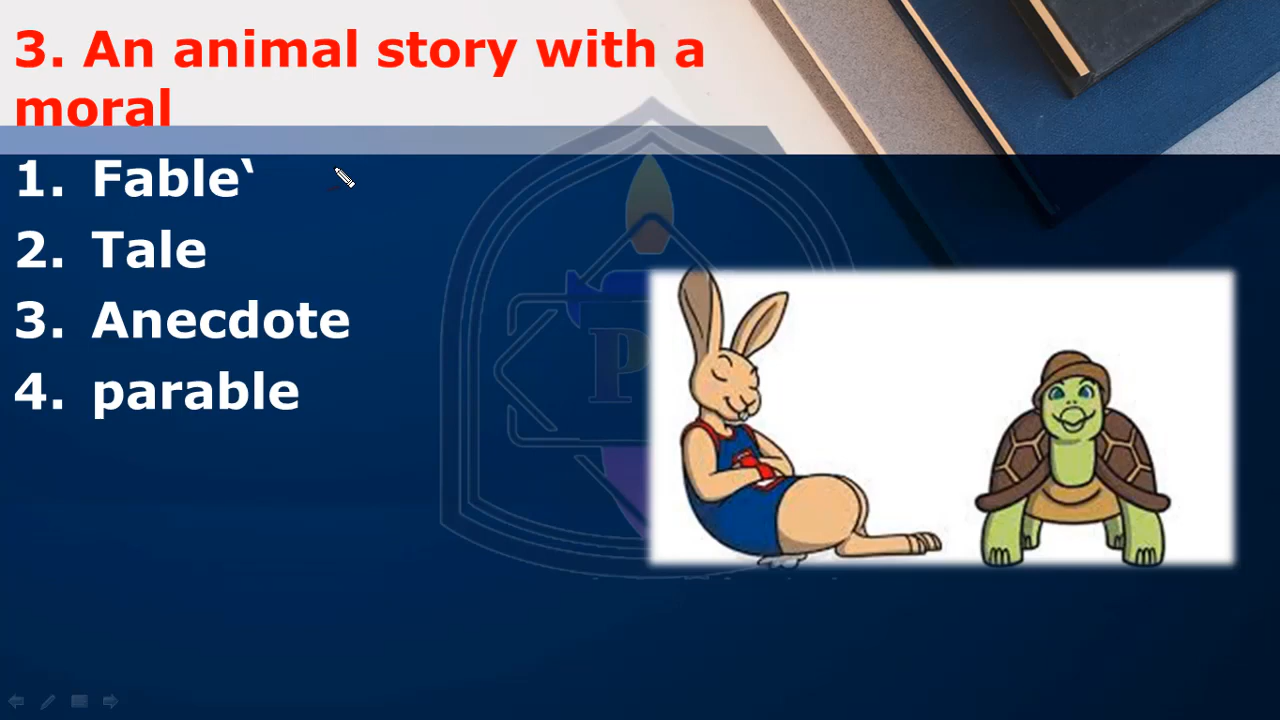 3. An animal story with a
moral
1. Fable‘
2. Tale
3. Anecdote
4. parable
P